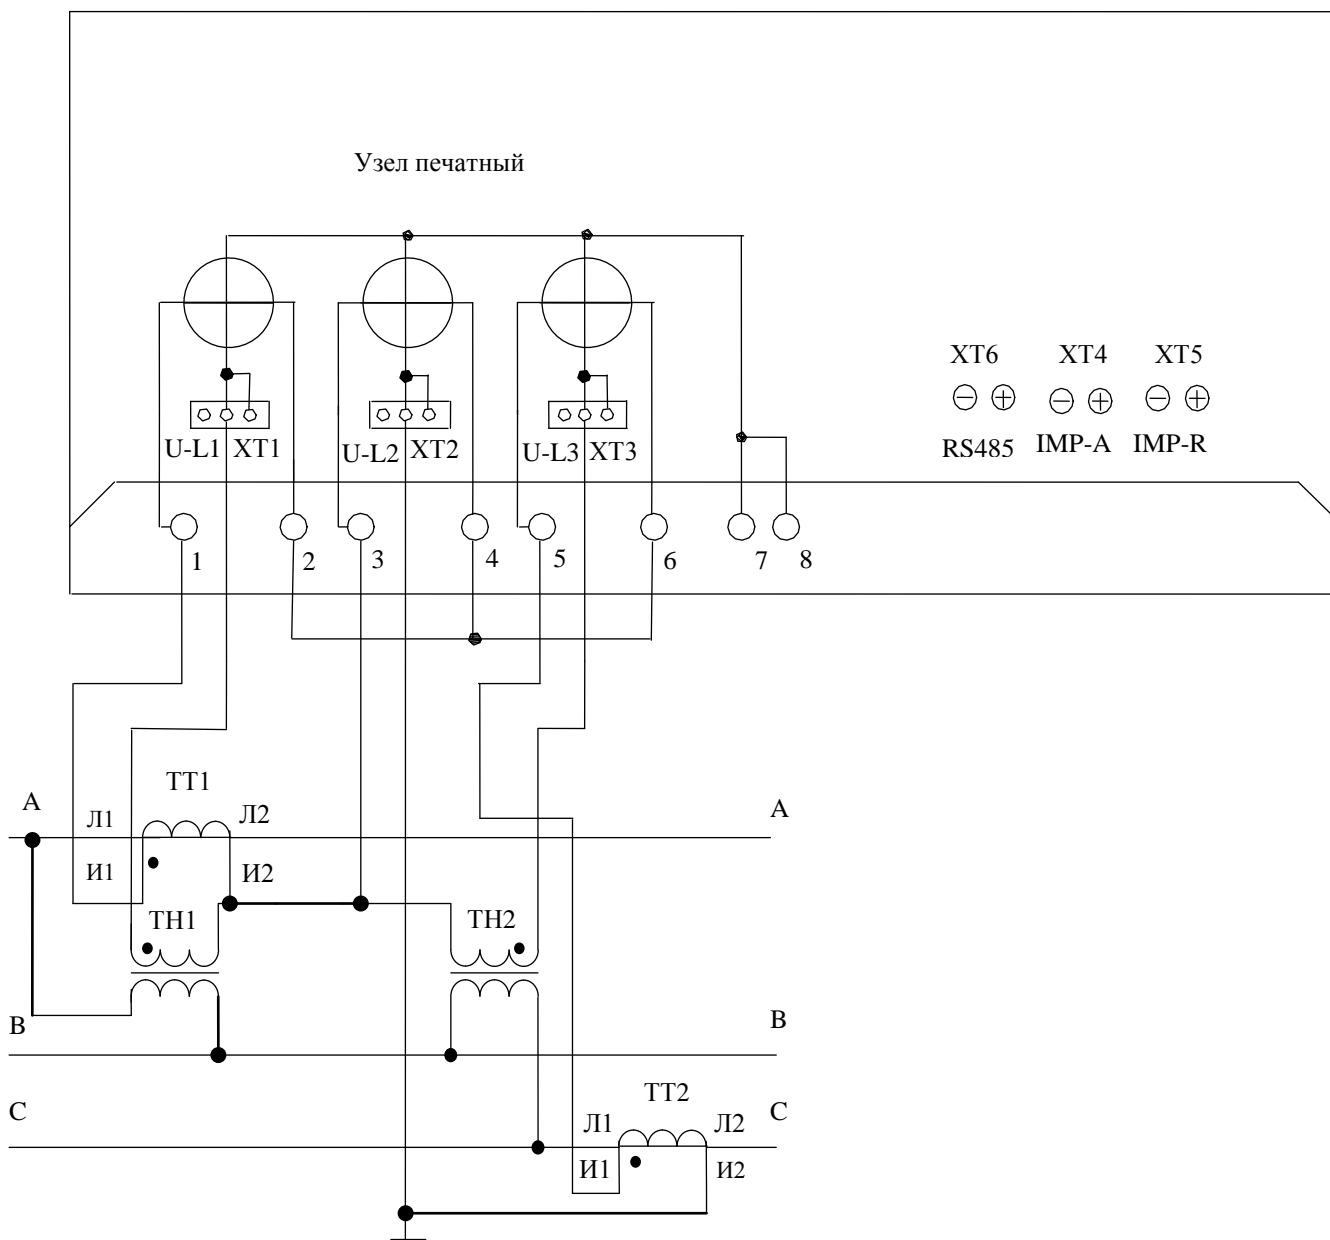 Узел печатный
XT6 XT4 XT5
RS485 IMP-A IMP-R
U-L1 XT1 U-L2 XT2 U-L3 XT3
1 2 3 4 5 6 7 8
ТТ1
А Л1 Л2 А
И1 И2
ТН1 ТН2
В В
С ТТ2 С
Л1 Л2
И1 И2